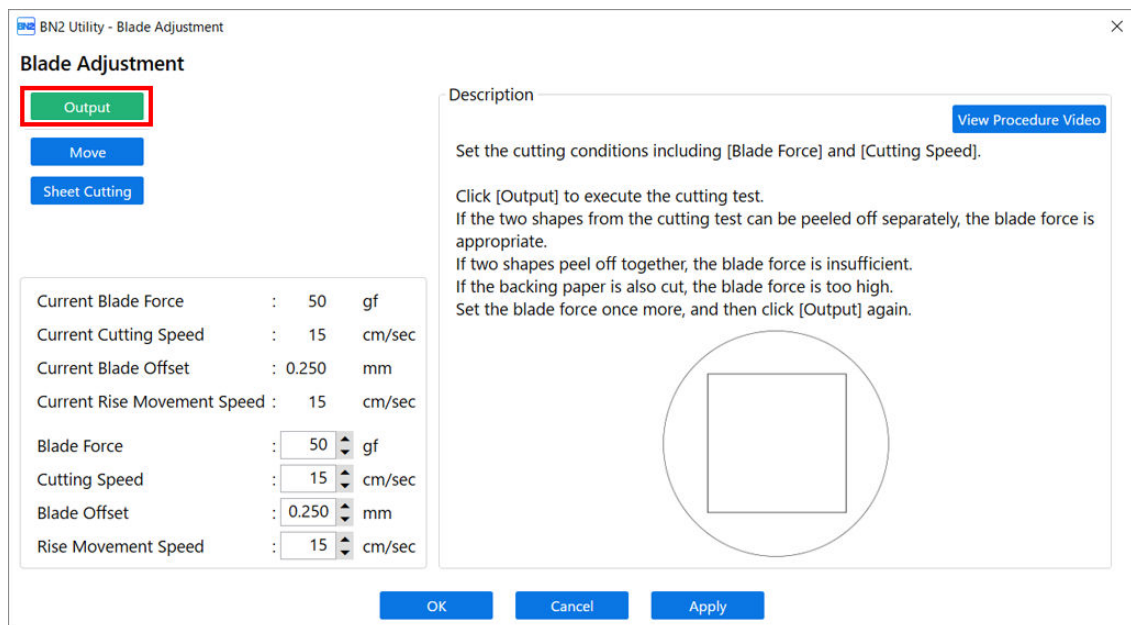 BN2 BN2 Utility - Blade Adjustment
Blade Adjustment
Output
Move
Sheet Cutting
Current Blade Force : 50 gf
Current Cutting Speed : 15 cm/sec
Current Blade Offset : 0.250 mm
Current Rise Movement Speed : 15 cm/sec
Blade Force : 50 gf
Cutting Speed : 15 cm/sec
Blade Offset : 0.250 mm
Rise Movement Speed : 15 cm/sec
Description
View Procedure Video
Set the cutting conditions including [Blade Force] and [Cutting Speed].
Click [Output] to execute the cutting test.
If the two shapes from the cutting test can be peeled off separately, the blade force is
appropriate.
If two shapes peel off together, the blade force is insufficient.
If the backing paper is also cut, the blade force is too high.
Set the blade force once more, and then click [Output] again.
OK Cancel Apply